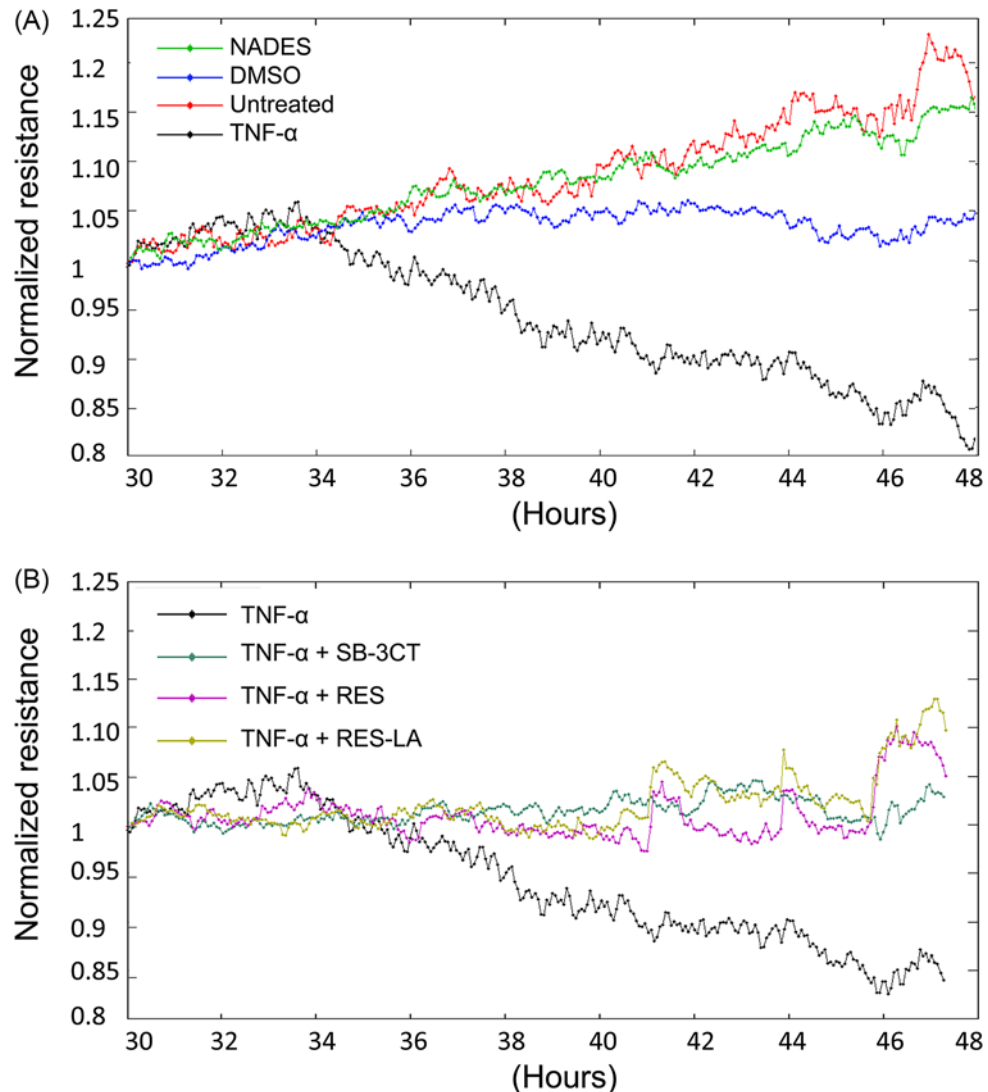 (A)
Normalized resistance
1.25
1.2
1.15
1.10
1.05
1
0.95
0.9
0.85
0.8
NADES
DMSO
Untreated
TNF-α
30 32 34 36 38 40 42 44 46 48
(Hours)
(B)
Normalized resistance
1.25
1.2
1.15
1.10
1.05
1
0.95
0.9
0.85
0.8
TNF-α
TNF-α + SB-3CT
TNF-α + RES
TNF-α + RES-LA
30 32 34 36 38 40 42 44 46 48
(Hours)